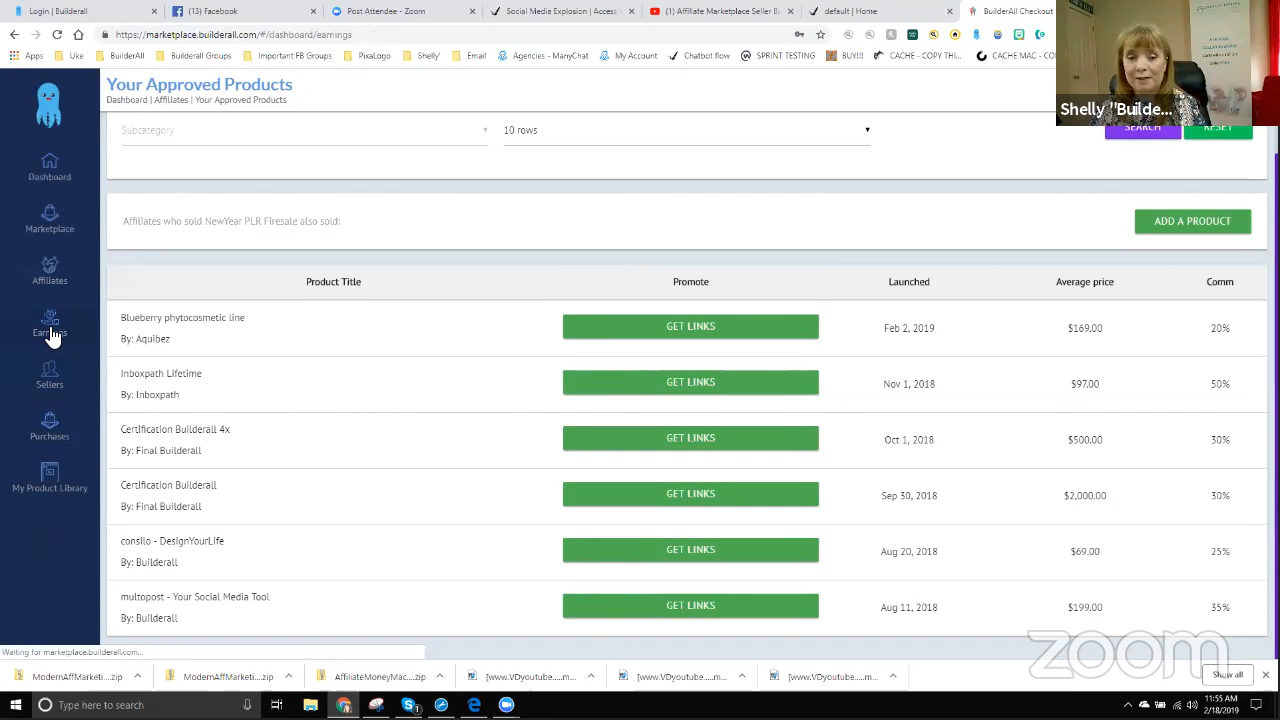 (3) Facebook
Post Attendee - Zoom
Social Media Explosion | Access
(1) Affiliate Marketplace Seller Ba
default | Home
BuilderAll Checkout
https://marketplace.builderall.com/#/dashboard/earnings
Apps
Uke
BuilderAll
Builderall Groups
Important FB Groups
PixaLogo
Shelly
Email
- ManyChat
My Account
Chatbot flow
SPRINT TESTING
BUY!!
CACHE - COPY THI...
CACHE MAC - CO
Your Approved Products
Dashboard | Affiliates | Your Approved Products
Shelly "Builde...
Subcategory
10 rows
SEARCH
RESET
Dashboard
Marketplace
Affiliates
Earnings
Sellers
Purchases
My Product Library
Affiliates who sold NewYear PLR Firesale also sold:
ADD A PRODUCT
Product Title Promote Launched Average price Comm
Blueberry phytocosmetic line
By: Aquibez
GET LINKS Feb 2, 2019 $169.00 20%
Inboxpath Lifetime
By: Inboxpath
GET LINKS Nov 1, 2018 $97.00 50%
Certification Builderall 4x
By: Final Builderall
GET LINKS Oct 1, 2018 $500.00 30%
Certification Builderall
By: Final Builderall
GET LINKS Sep 30, 2018 $2,000.00 30%
consilo - DesignYourLife
By: Builderall
GET LINKS Aug 20, 2018 $69.00 25%
multopost - Your Social Media Tool
By: Builderall
GET LINKS Aug 11, 2018 $199.00 35%
zoom
Waiting for marketplace.builderall.com...
ModernAffMarketi....zip
ModernAffMarketi....zip
AffiliateMoneyMac....zip
[www.VDyoutube.....m...
[www.VDyoutube.....m...
[www.VDyoutube.....m...
Show all
Type here to search
11:55 AM
2/18/2019